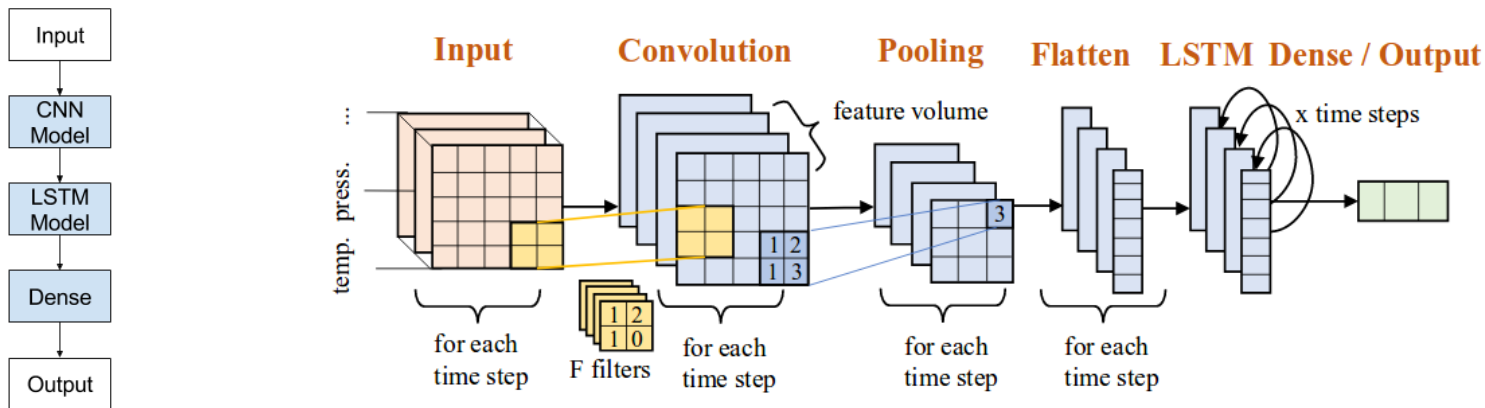 Input
CNN
Model
LSTM
Model
Dense
Output
Input
Convolution
Pooling
Flatten
LSTM
Dense / Output
...
press.
temp.
feature volume
x time steps
1 2
1 3
3
1 2
1 0
F filters
for each
time step
for each
time step
for each
time step
for each
time step